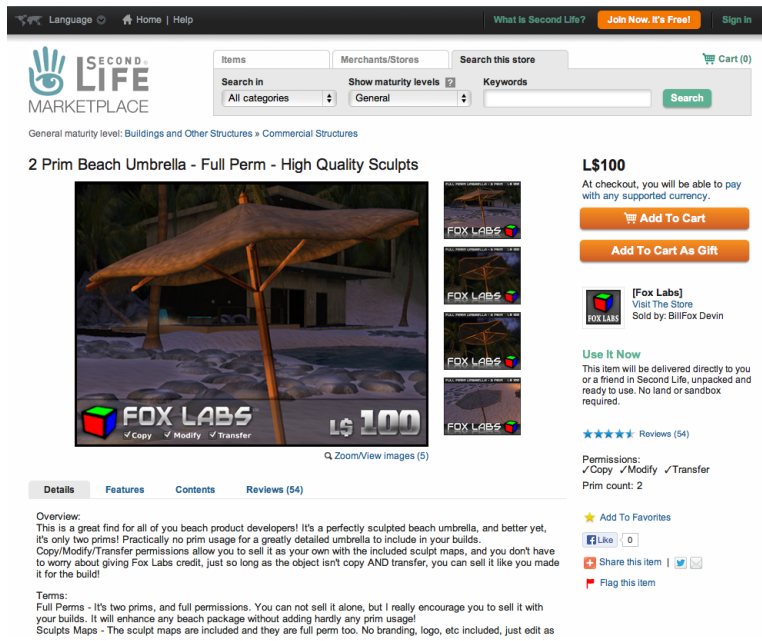 Language
Home | Help
What is Second Life?
Join Now. It's Free!
Sign in
SECOND LIFE
MARKETPLACE
Items
Merchants/Stores
Search this store
Cart (0)
Search in
Show maturity levels ?
Keywords
All categories
General
Search
General maturity level: Buildings and Other Structures » Commercial Structures
2 Prim Beach Umbrella - Full Perm - High Quality Sculpts
FOX LABS
✓Copy ✓Modify ✓Transfer
L$ 100
FOX LABS
FOX LABS
FOX LABS
FOX LABS
Zoom/View images (5)
L$100
At checkout, you will be able to pay
with any supported currency.
Add To Cart
Add To Cart As Gift
FOX LABS
[Fox Labs]
Visit The Store
Sold by: BillFox Devin
Use It Now
This item will be delivered directly to you
or a friend in Second Life, unpacked and
ready to use. No land or sandbox
required.
Reviews (54)
Permissions:
✓Copy ✓Modify ✓Transfer
Prim count: 2
Add To Favorites
Like 0
Share this item |
Flag this item
Details
Features
Contents
Reviews (54)
Overview:
This is a great find for all of you beach product developers! It's a perfectly sculpted beach umbrella, and better yet,
it's only two prims! Practically no prim usage for a greatly detailed umbrella to include in your builds.
Copy/Modify/Transfer permissions allow you to sell it as your own with the included sculpt maps, and you don't have
to worry about giving Fox Labs credit, just so long as the object isn't copy AND transfer, you can sell it like you made
it for the build!
Terms:
Full Perms - It's two prims, and full permissions. You can not sell it alone, but I really encourage you to sell it with
your builds. It will enhance any beach package without adding hardly any prim usage!
Sculpts Maps - The sculpt maps are included and they are full perm too. No branding, logo, etc included, just edit as